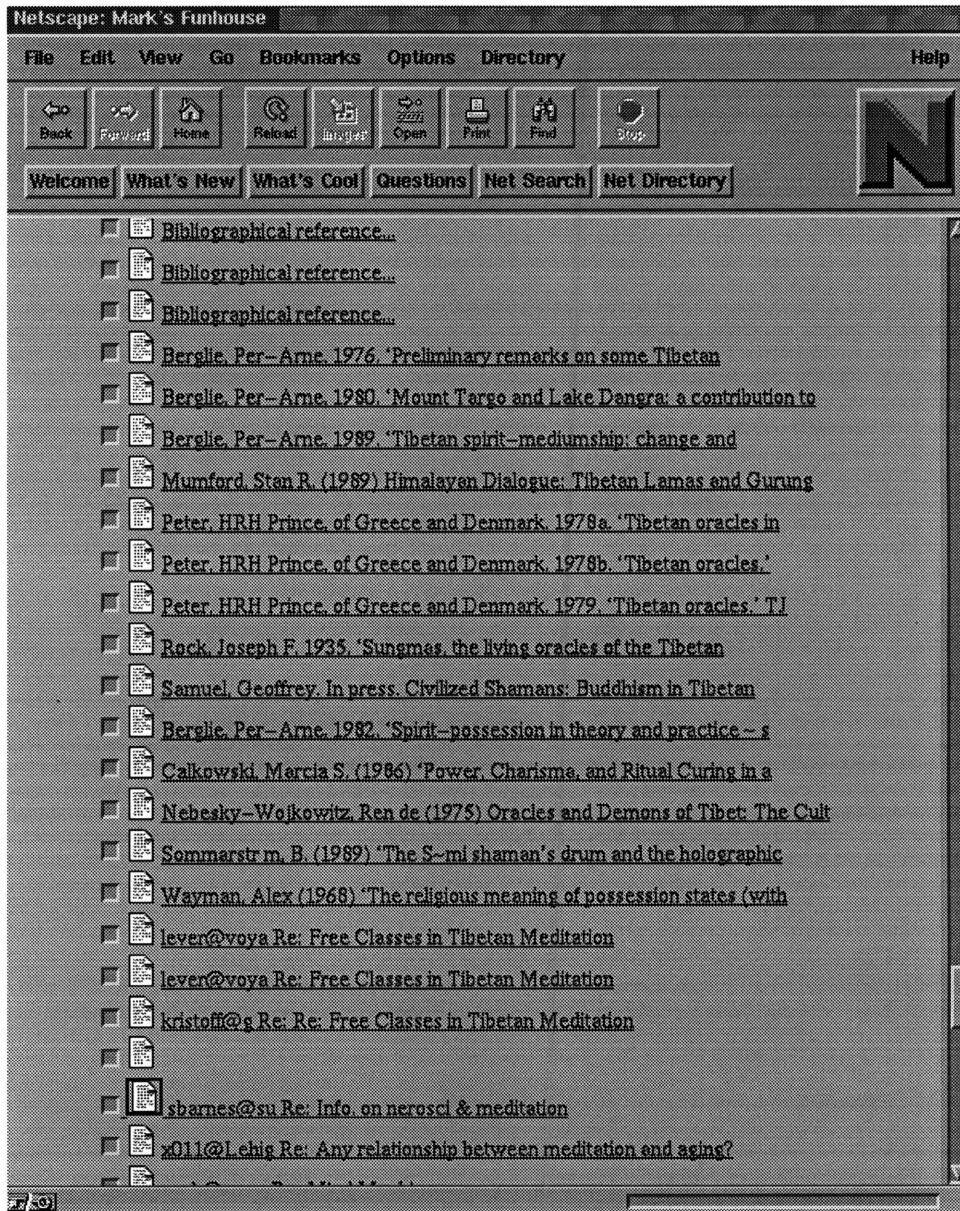 Netscape: Mark's Funhouse
File Edit View Go Bookmarks Options Directory Help
Back Forward Home Reload Images Open Print Find Stop
N
Welcome What's New What's Cool Questions Net Search Net Directory
Bibliographical reference...
Bibliographical reference...
Bibliographical reference...
Berglie, Per-Arne, 1976, 'Preliminary remarks on some Tibetan
Berglie, Per-Arne, 1980, 'Mount Targo and Lake Dangra: a contribution to
Berglie, Per-Arne, 1989, 'Tibetan spirit-mediumship: change and
Mumford, Stan R. (1989) Himalayan Dialogue: Tibetan Lamas and Gurung
Peter, HRH Prince, of Greece and Denmark, 1978a. 'Tibetan oracles in
Peter, HRH Prince, of Greece and Denmark, 1978b. 'Tibetan oracles,'
Peter, HRH Prince, of Greece and Denmark, 1979. 'Tibetan oracles,' TJ
Rock, Joseph F. 1935, 'Sungmas, the living oracles of the Tibetan
Samuel, Geoffrey. In press. Civilized Shamans: Buddhism in Tibetan
Berglie, Per-Arne, 1982, 'Spirit-possession in theory and practice ~ s
Calkowski, Marcia S. (1986) 'Power, Charisma, and Ritual Curing in a
Nebesky-Wojkowitz, Ren de (1975) Oracles and Demons of Tibet: The Cult
Sommarstr m, B. (1989) 'The S~mi shaman's drum and the holographic
Wayman, Alex (1968) 'The religious meaning of possession states (with
lever@voya Re: Free Classes in Tibetan Meditation
lever@voya Re: Free Classes in Tibetan Meditation
kristoff@g Re: Re: Free Classes in Tibetan Meditation
sbarnes@su Re: Info. on nerosci & meditation
x011@Lehig Re: Any relationship between meditation and aging?